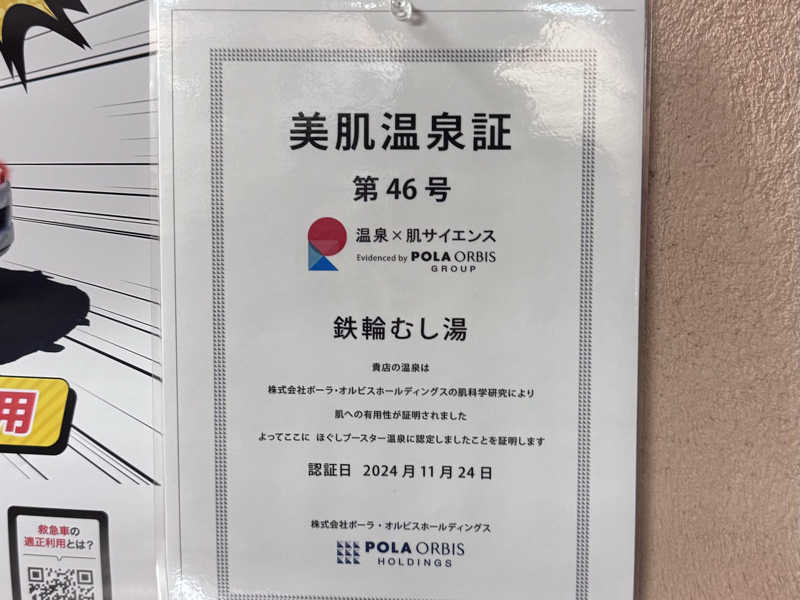 美肌温泉証
第46号
温泉×肌サイエンス
Evidenced by POLA ORBIS
GROUP
鉄輪むし湯
貴店の温泉は
株式会社ポーラ・オルビスホールディングスの肌科学研究により
肌への有用性が証明されました
よってここに ほぐしブースター温泉に認定しましたことを証明します
認証日 2024月11月24日
株式会社ポーラ・オルビスホールディングス
POLA ORBIS
HOLDINGS
用
救急車の
適正利用とは?